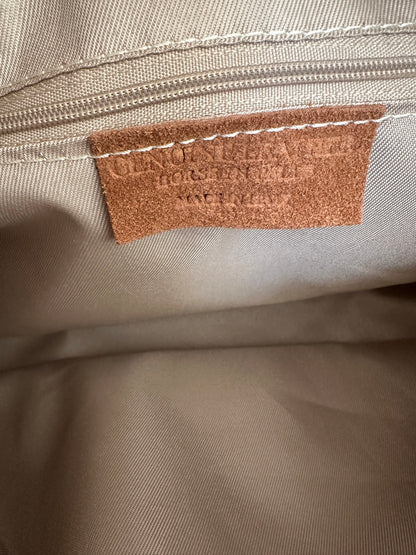 GENUINE LEATHER
BORSE IN PELLE
MADE IN ITALY